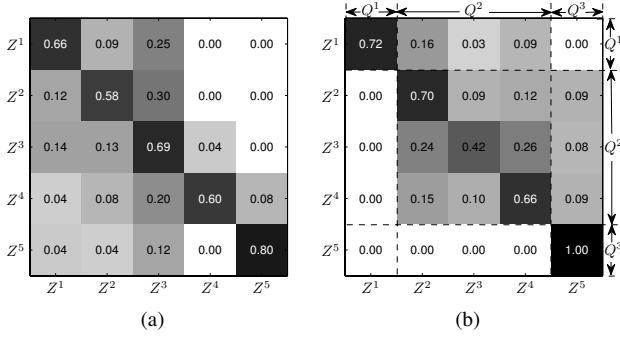 Q¹ Q² Q³
Z¹ 0.66 0.09 0.25 0.00 0.00 Z¹ 0.72 0.16 0.03 0.09 0.00 Q¹
Z² 0.12 0.58 0.30 0.00 0.00 Z² 0.00 0.70 0.09 0.12 0.09
Z³ 0.14 0.13 0.69 0.04 0.00 Z³ 0.00 0.24 0.42 0.26 0.08 Q²
Z⁴ 0.04 0.08 0.20 0.60 0.08 Z⁴ 0.00 0.15 0.10 0.66 0.09
Z⁵ 0.04 0.04 0.12 0.00 0.80 Z⁵ 0.00 0.00 0.00 0.00 1.00 Q³
Z¹ Z² Z³ Z⁴ Z⁵ Z¹ Z² Z³ Z⁴ Z⁵
(a) (b)